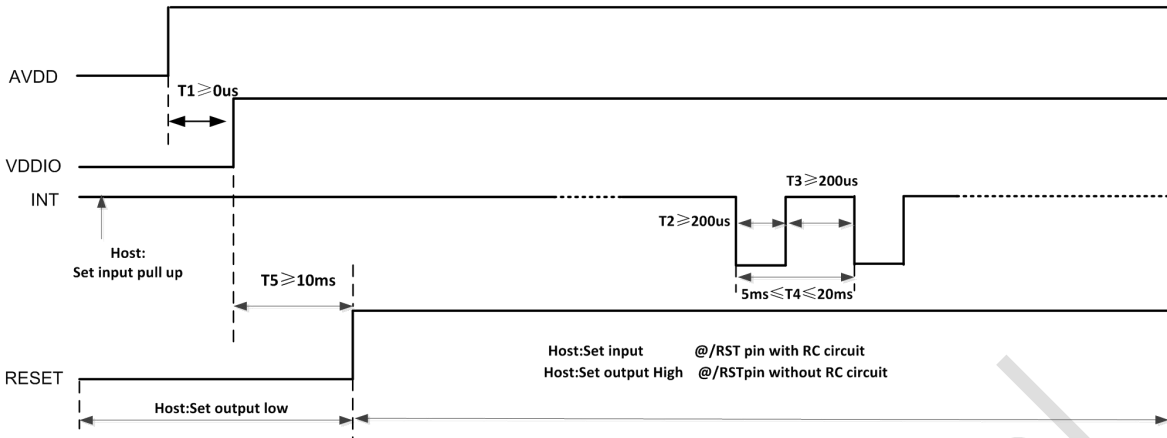 AVDD
T1≥0us
VDDIO
INT
T3≥200us
T2≥200us
Host:
Set input pull up
T5≥10ms
5ms≤T4≤20ms
Host:Set input @/RST pin with RC circuit
Host:Set output High @/RSTpin without RC circuit
RESET
Host:Set output low